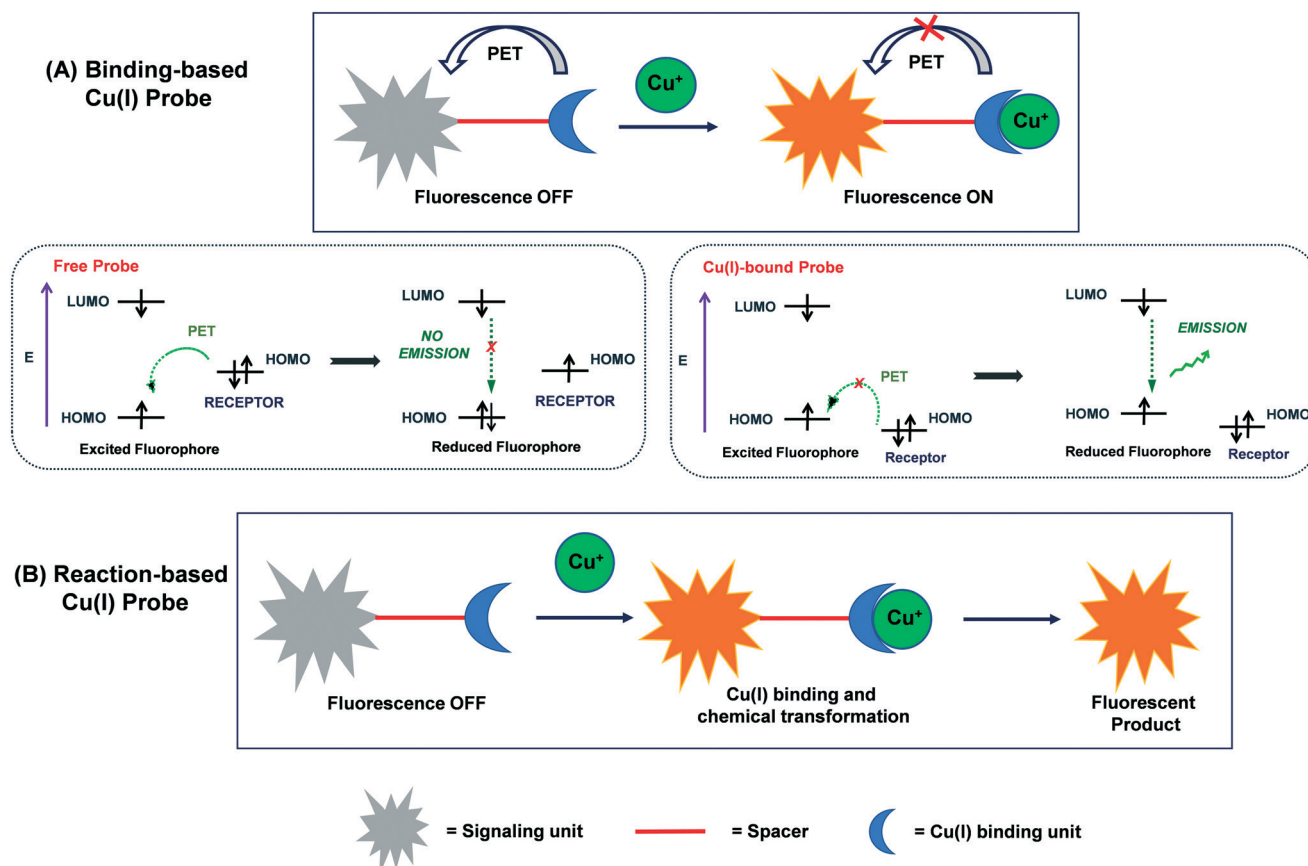 (A) Binding-based
Cu(I) Probe
PET
Cu⁺
PET
Cu⁺
Fluorescence OFF
Fluorescence ON
Free Probe
LUMO
E
PET
HOMO
RECEPTOR
HOMO
Excited Fluorophore
LUMO
NO
EMISSION
X
HOMO
RECEPTOR
HOMO
Reduced Fluorophore
Cu(I)-bound Probe
LUMO
E
X
PET
HOMO
HOMO
Excited Fluorophore
Receptor
LUMO
EMISSION
HOMO
HOMO
Reduced Fluorophore
Receptor
(B) Reaction-based
Cu(I) Probe
Cu⁺
Cu⁺
Fluorescence OFF
Cu(I) binding and
chemical transformation
Fluorescent
Product
= Signaling unit
= Spacer
= Cu(I) binding unit